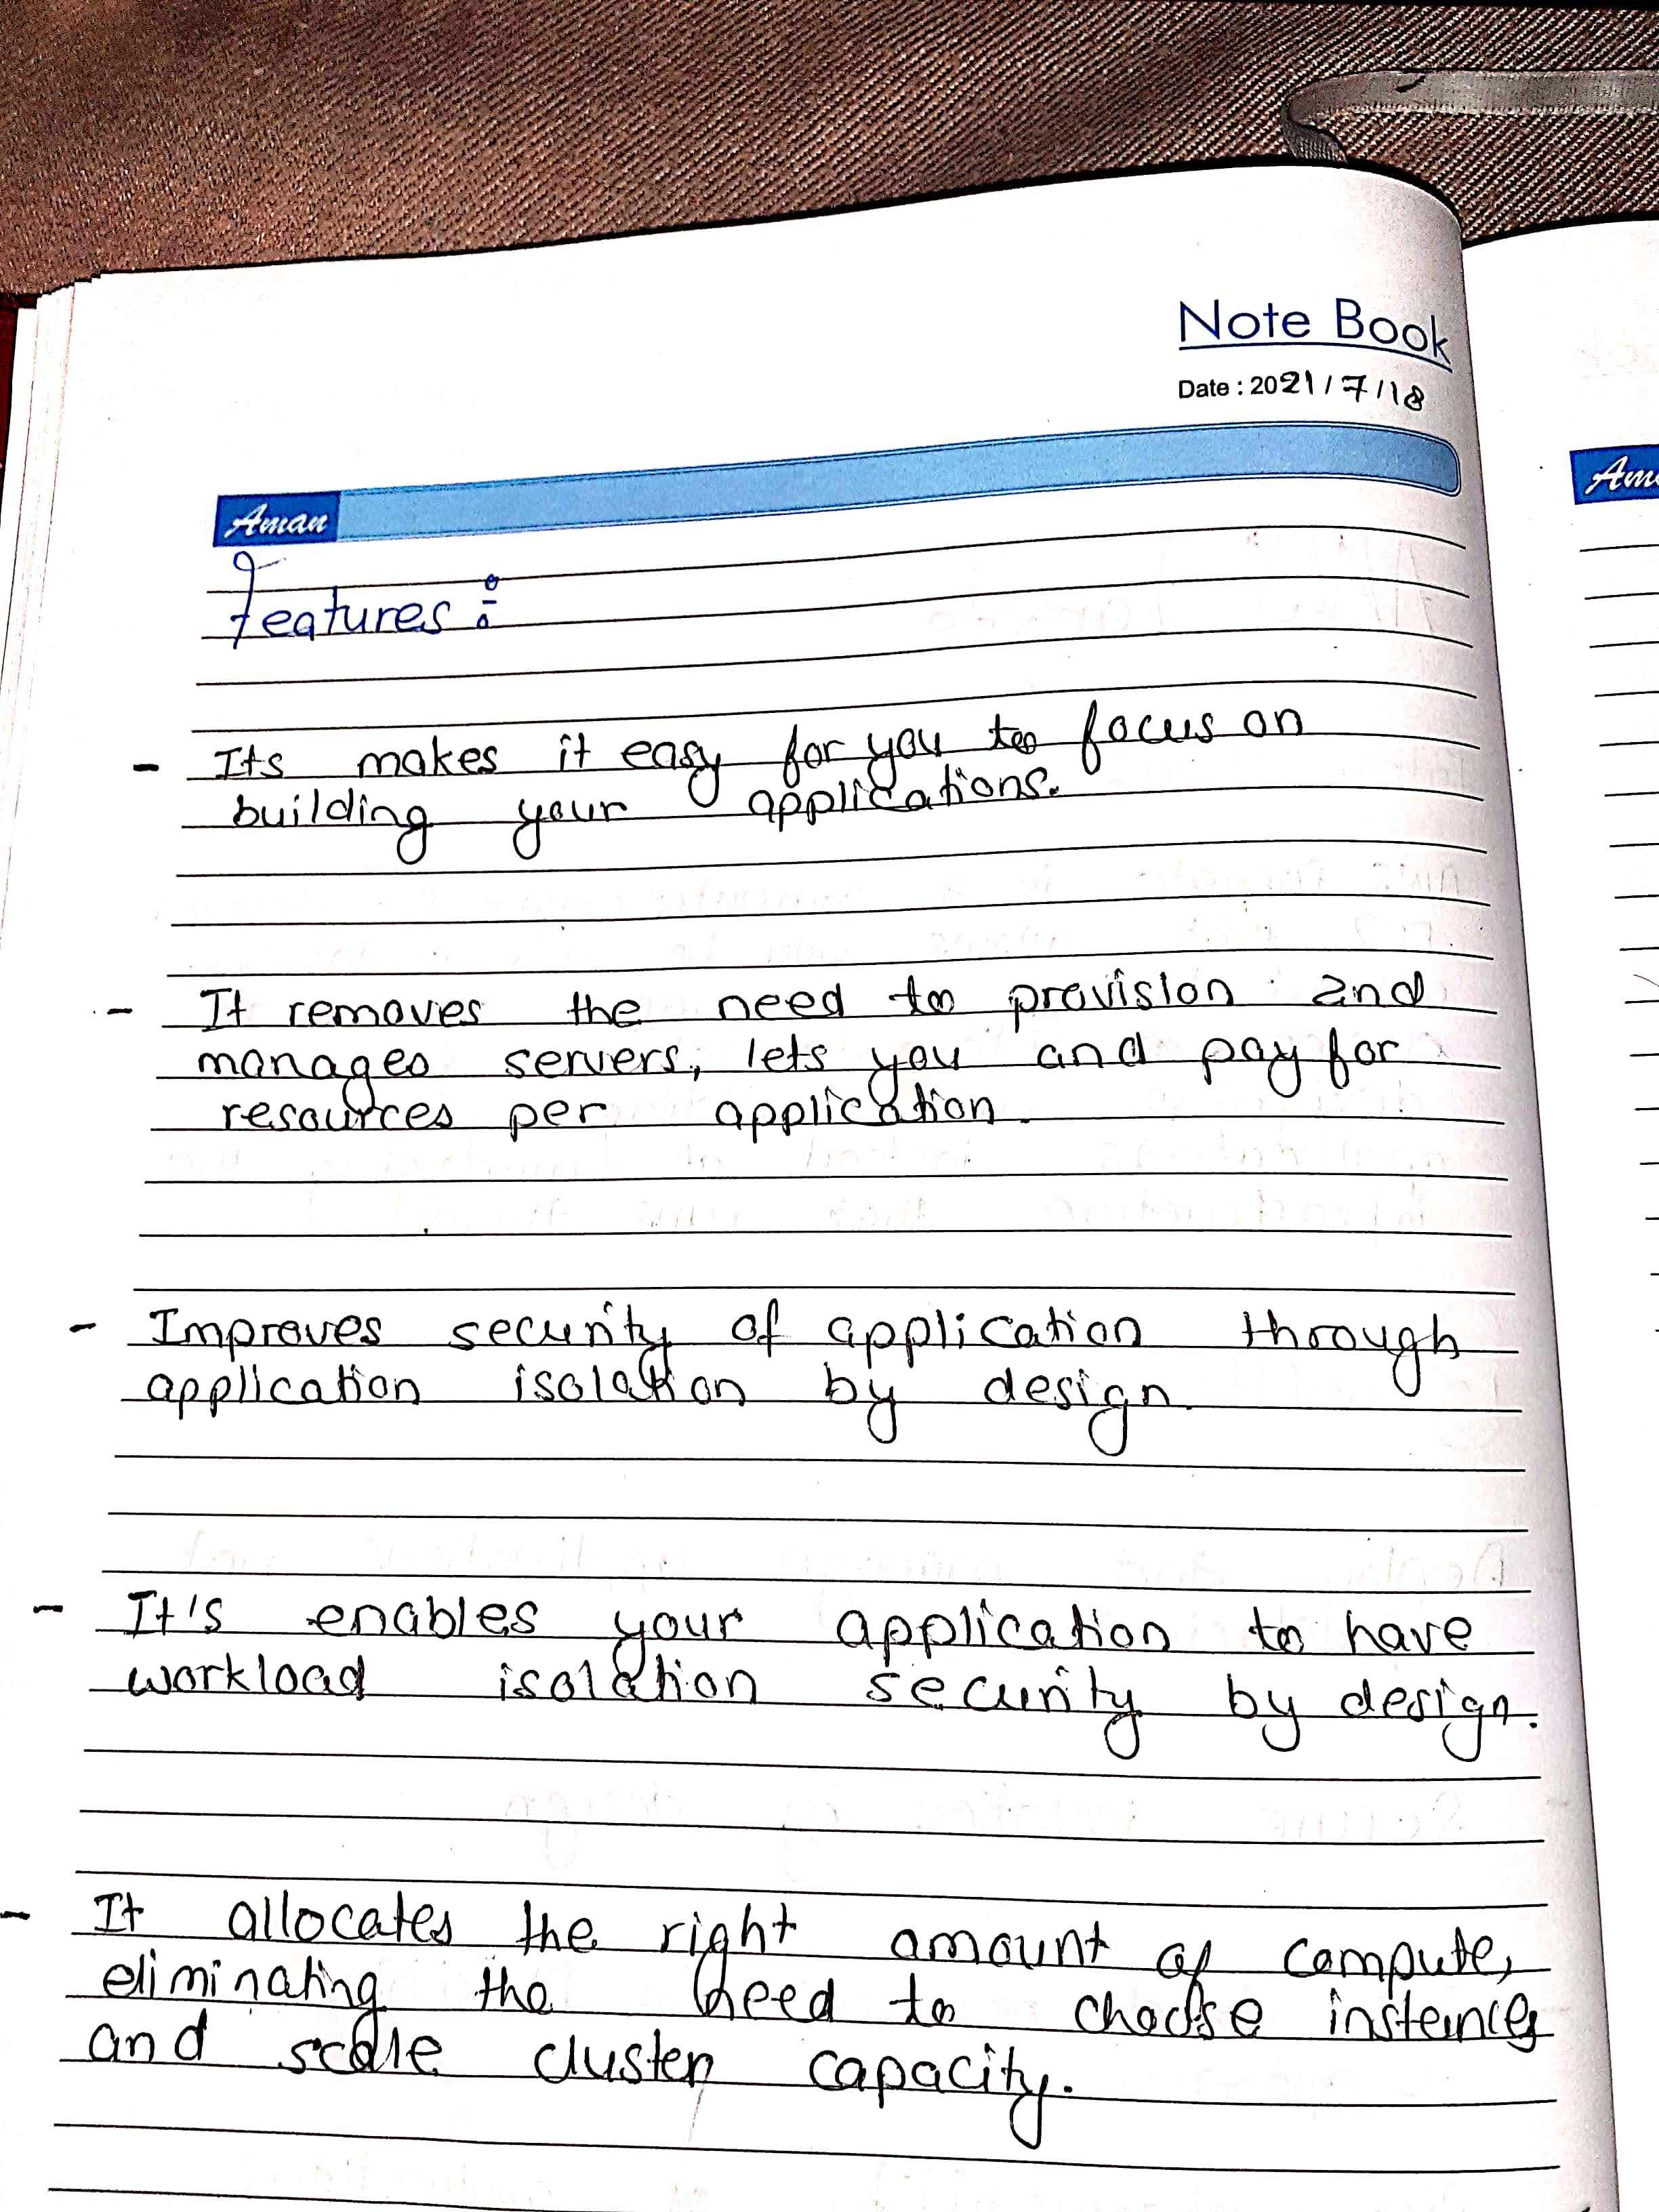 Note Book
Date : 2021/7/18
Aman
Features :-
- Its makes it easy for you to focus on
building your applications.
- It removes the need to provision and
manages servers, lets you and pay for
resources per application.
- Improves security of application through
application isolation by design.
- It's enables your application to have
workload isolation security by design.
- It allocates the right amount of compute,
eliminating the need to choose instances
and scale cluster capacity.